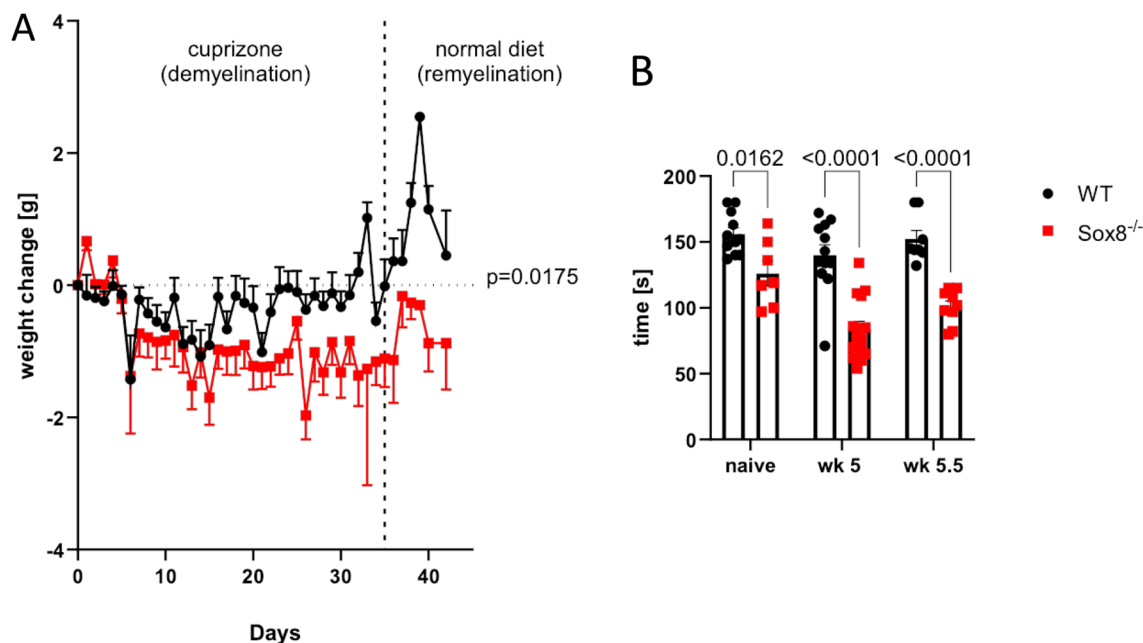 A
4
2
0
-2
-4
weight change [g]
cuprizone
(demyelination)
normal diet
(remyelination)
p=0.0175
0
10
20
30
40
Days
B
0.0162
<0.0001
<0.0001
200
150
100
50
0
time [s]
naive
wk 5
wk 5.5
WT
Sox8⁻/⁻